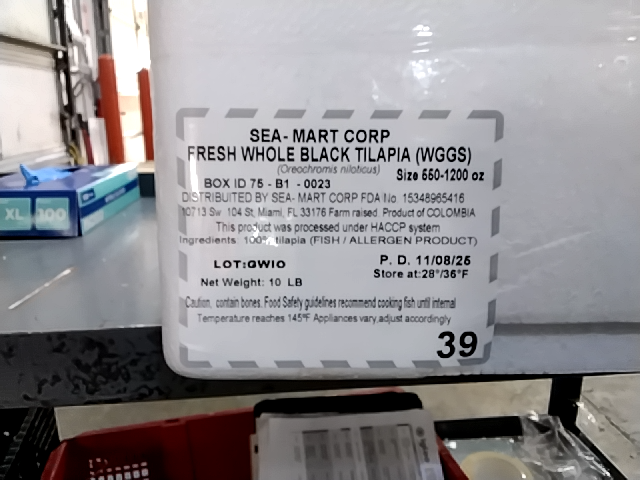 SEA- MART CORP
FRESH WHOLE BLACK TILAPIA (WGGS)
(Oreochromis niloticus)
Size 550-1200 oz
BOX ID 75 - B1 - 0023
DISTRIBUITED BY SEA- MART CORP FDA No 15348965416
10713 Sw 104 St, Miami, FL 33176 Farm raised. Product of COLOMBIA
This product was processed under HACCP system
Ingredients: 100% tilapia (FISH / ALLERGEN PRODUCT)
LOT:GWIO
P. D. 11/08/25
Store at:28°/36°F
Net Weight: 10 LB
Caution, contain bones. Food Safety guidelines recommend cooking fish until internal
Temperature reaches 145°F Appliances vary,adjust accordingly
39
XL 100